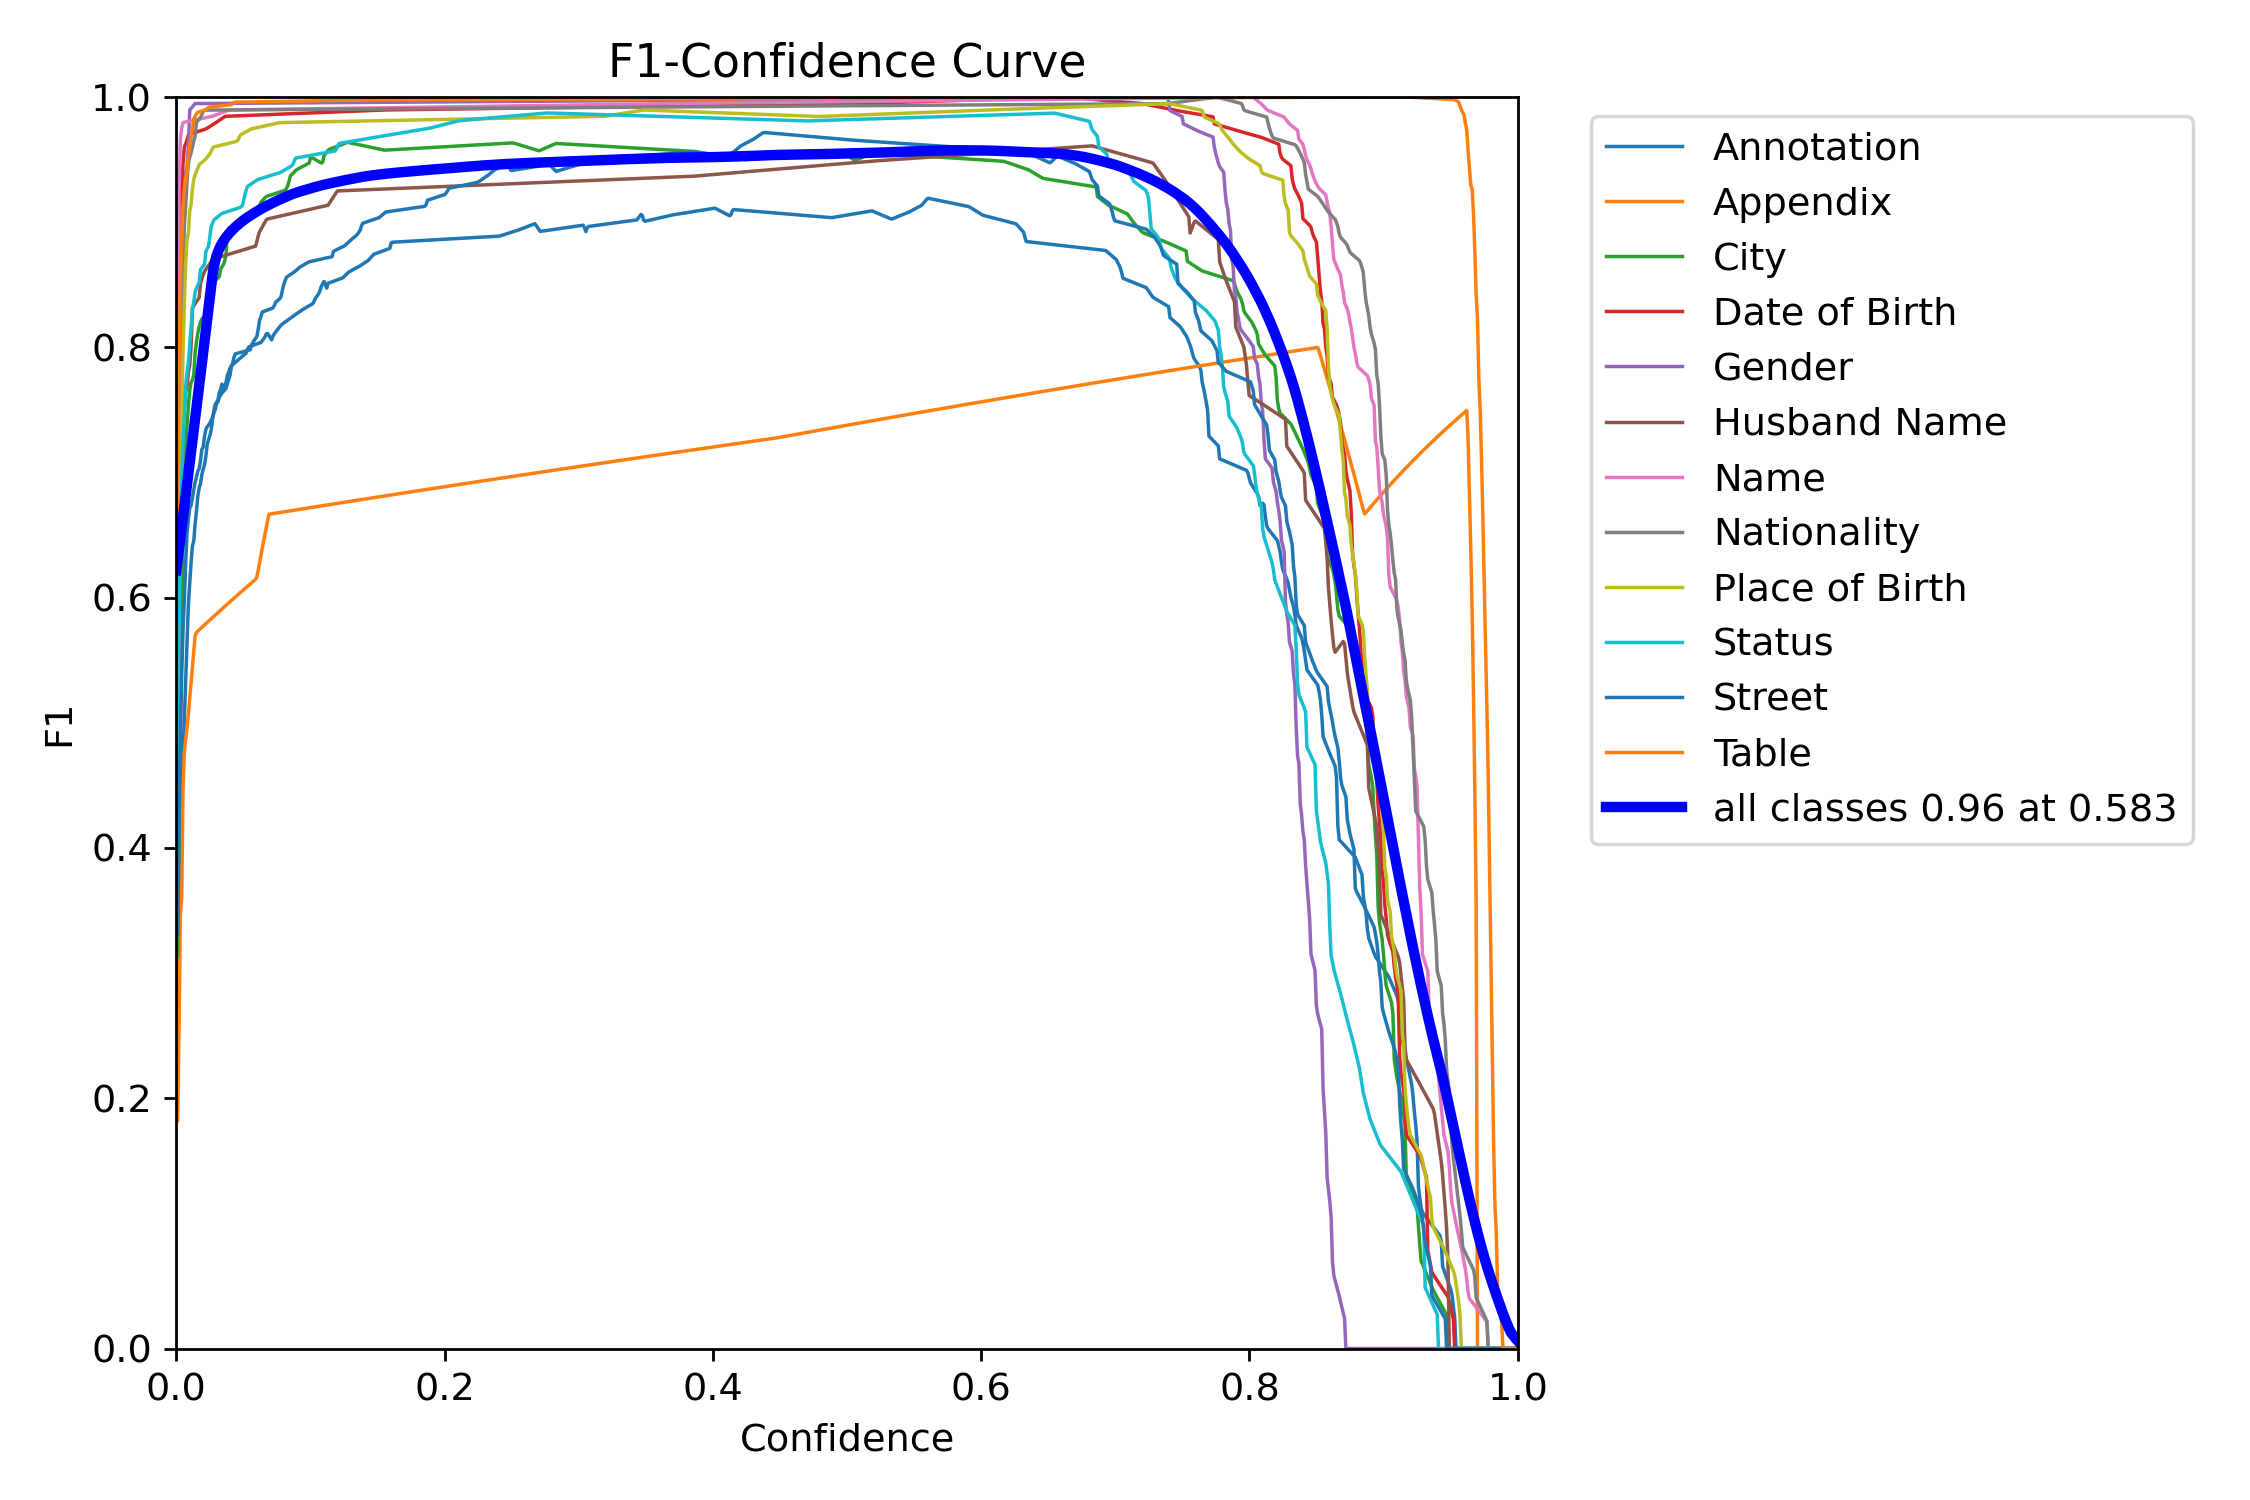 F1-Confidence Curve
1.0
0.8
0.6
0.4
0.2
0.0
F1
0.0 0.2 0.4 0.6 0.8 1.0
Confidence
Annotation
Appendix
City
Date of Birth
Gender
Husband Name
Name
Nationality
Place of Birth
Status
Street
Table
all classes 0.96 at 0.583